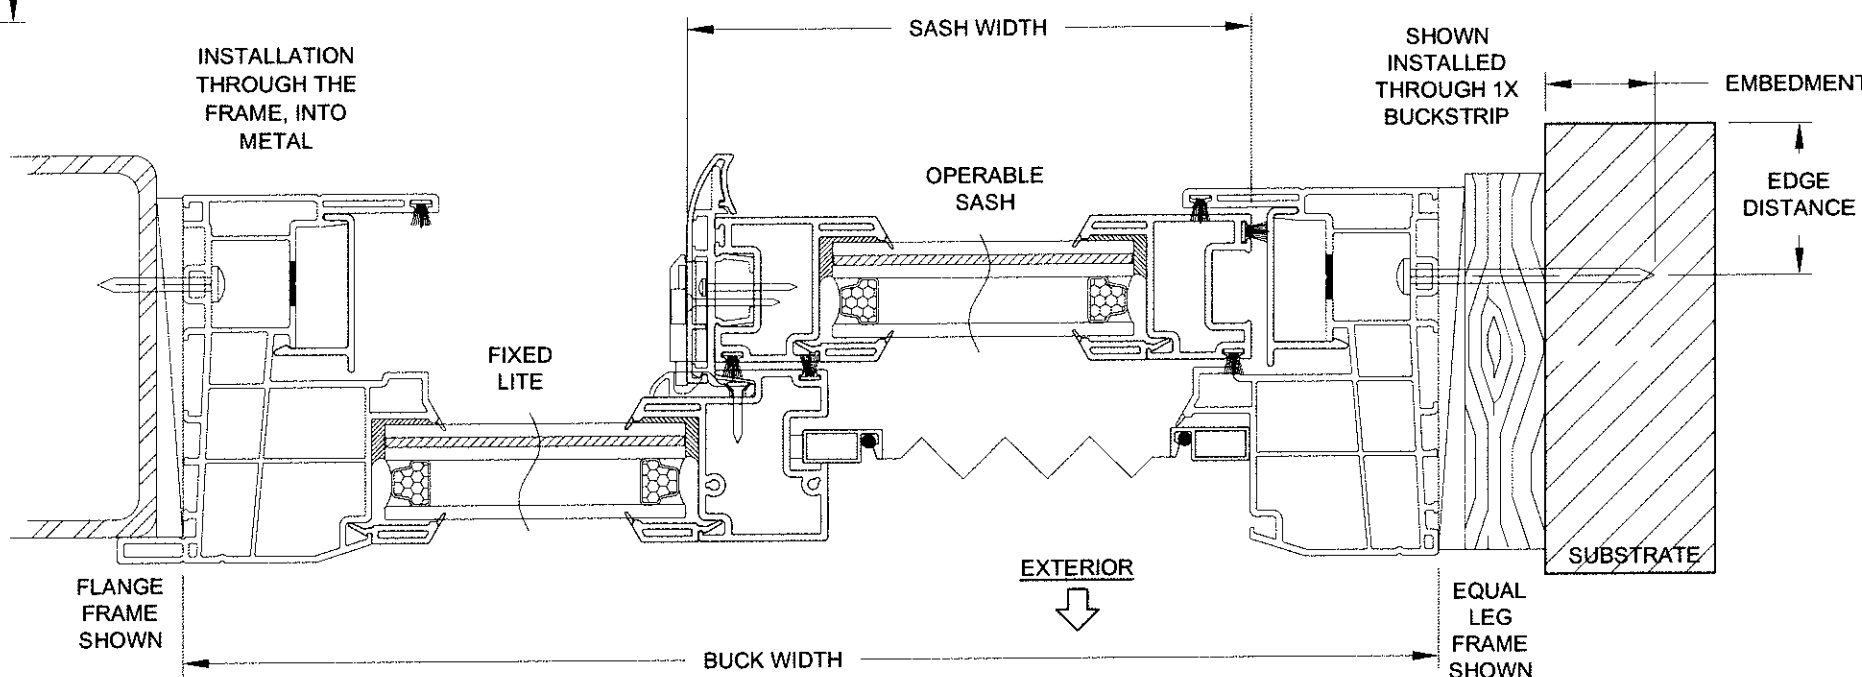 SASH WIDTH
INSTALLATION
THROUGH THE
FRAME, INTO
METAL
SHOWN
INSTALLED
THROUGH 1X
BUCKSTRIP
EMBEDMENT
OPERABLE
SASH
EDGE
DISTANCE
FIXED
LITE
SUBSTRATE
EXTERIOR
FLANGE
FRAME
SHOWN
EQUAL
LEG
FRAME
SHOWN
BUCK WIDTH